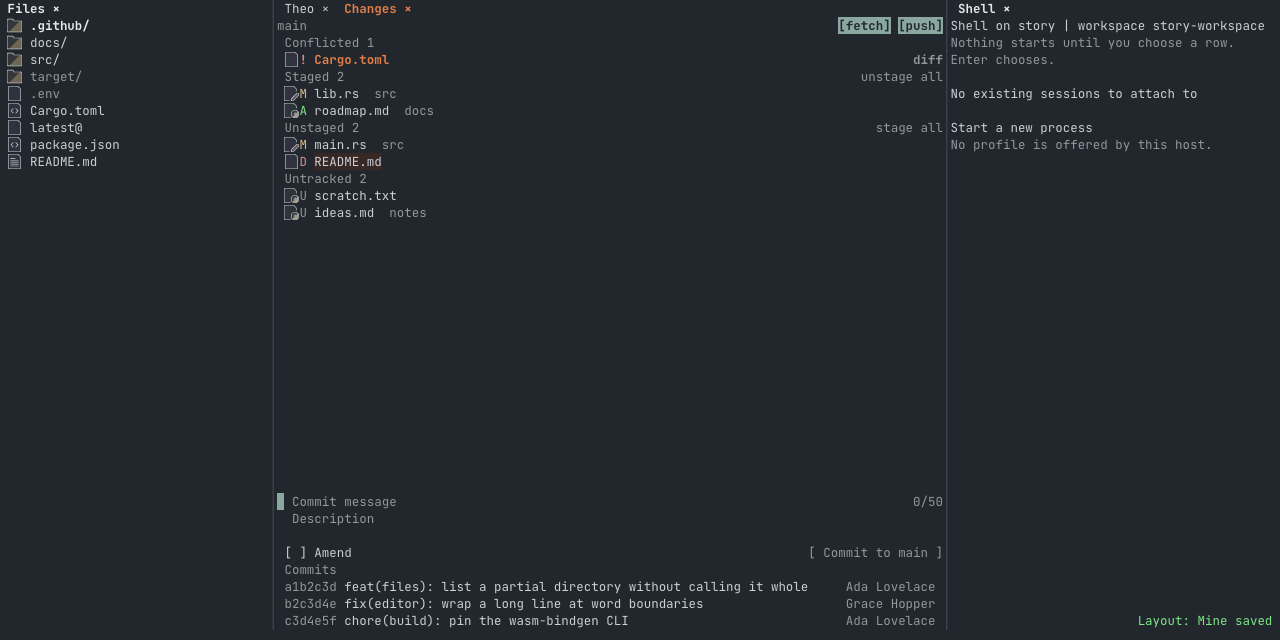 Files ×
.github/
docs/
src/
target/
.env
Cargo.toml
latest@
package.json
README.md
Theo × Changes ×
main [fetch] [push]
Conflicted 1
! Cargo.toml diff
Staged 2 unstage all
M lib.rs src
A roadmap.md docs
Unstaged 2 stage all
M main.rs src
D README.md
Untracked 2
U scratch.txt
U ideas.md notes
Commit message 0/50
Description
[ ] Amend [ Commit to main ]
Commits
a1b2c3d feat(files): list a partial directory without calling it whole Ada Lovelace
b2c3d4e fix(editor): wrap a long line at word boundaries Grace Hopper
c3d4e5f chore(build): pin the wasm-bindgen CLI Ada Lovelace
Shell ×
Shell on story | workspace story-workspace
Nothing starts until you choose a row.
Enter chooses.
No existing sessions to attach to
Start a new process
No profile is offered by this host.
Layout: Mine saved